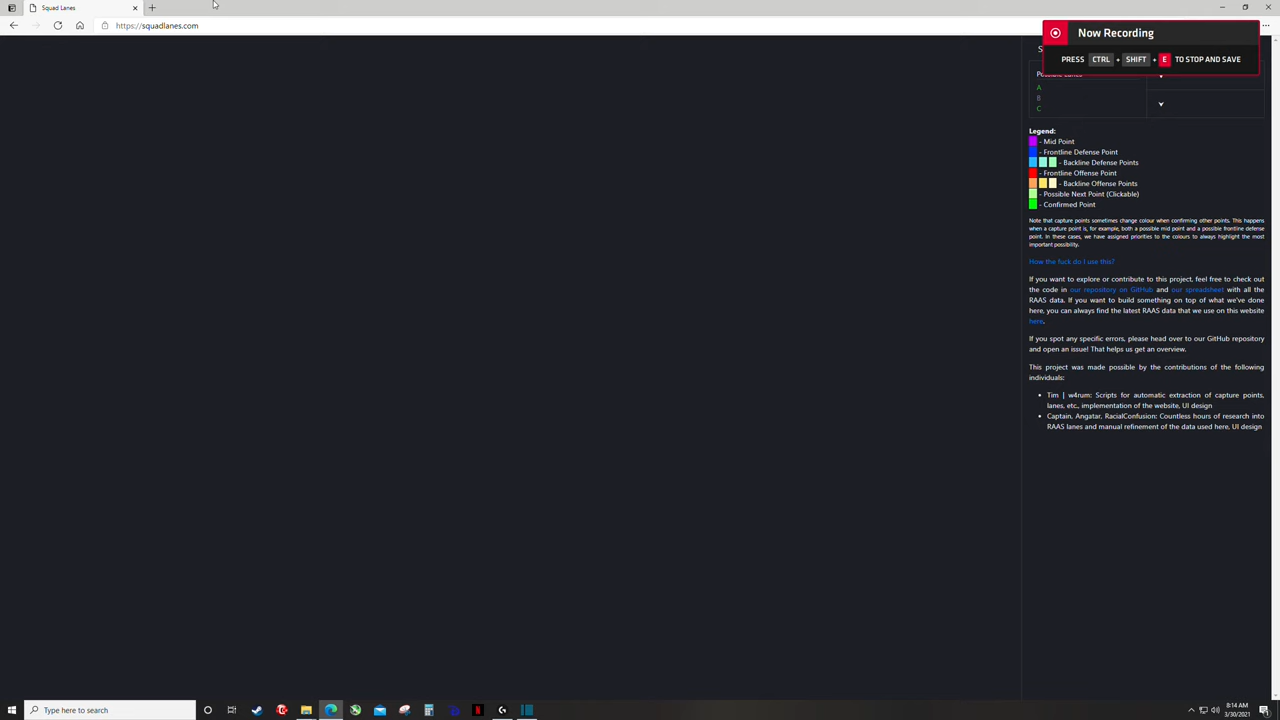 Squad Lanes
https://squadlanes.com
Now Recording
PRESS CTRL + SHIFT + E TO STOP AND SAVE
S
A
B
C
Legend:
- Mid Point
- Frontline Defense Point
- Backline Defense Points
- Frontline Offense Point
- Backline Offense Points
- Possible Next Point (Clickable)
- Confirmed Point
Note that capture points sometimes change colour when confirming other points. This happens
when a capture point is, for example, both a possible mid point and a possible frontline defense
point. In these cases, we have assigned priorities to the colours to always highlight the most
important possibility.
How the fuck do I use this?
If you want to explore or contribute to this project, feel free to check out
the code in our repository on GitHub and our spreadsheet with all the
RAAS data. If you want to build something on top of what we've done
here, you can always find the latest RAAS data that we use on this website
here.
If you spot any specific errors, please head over to our GitHub repository
and open an issue! That helps us get an overview.
This project was made possible by the contributions of the following
individuals:
• Tim | w4rum: Scripts for automatic extraction of capture points,
lanes, etc., implementation of the website, UI design
• Captain, Angatar, RacialConfusion: Countless hours of research into
RAAS lanes and manual refinement of the data used here, UI design
Type here to search
8:14 AM
3/30/2021